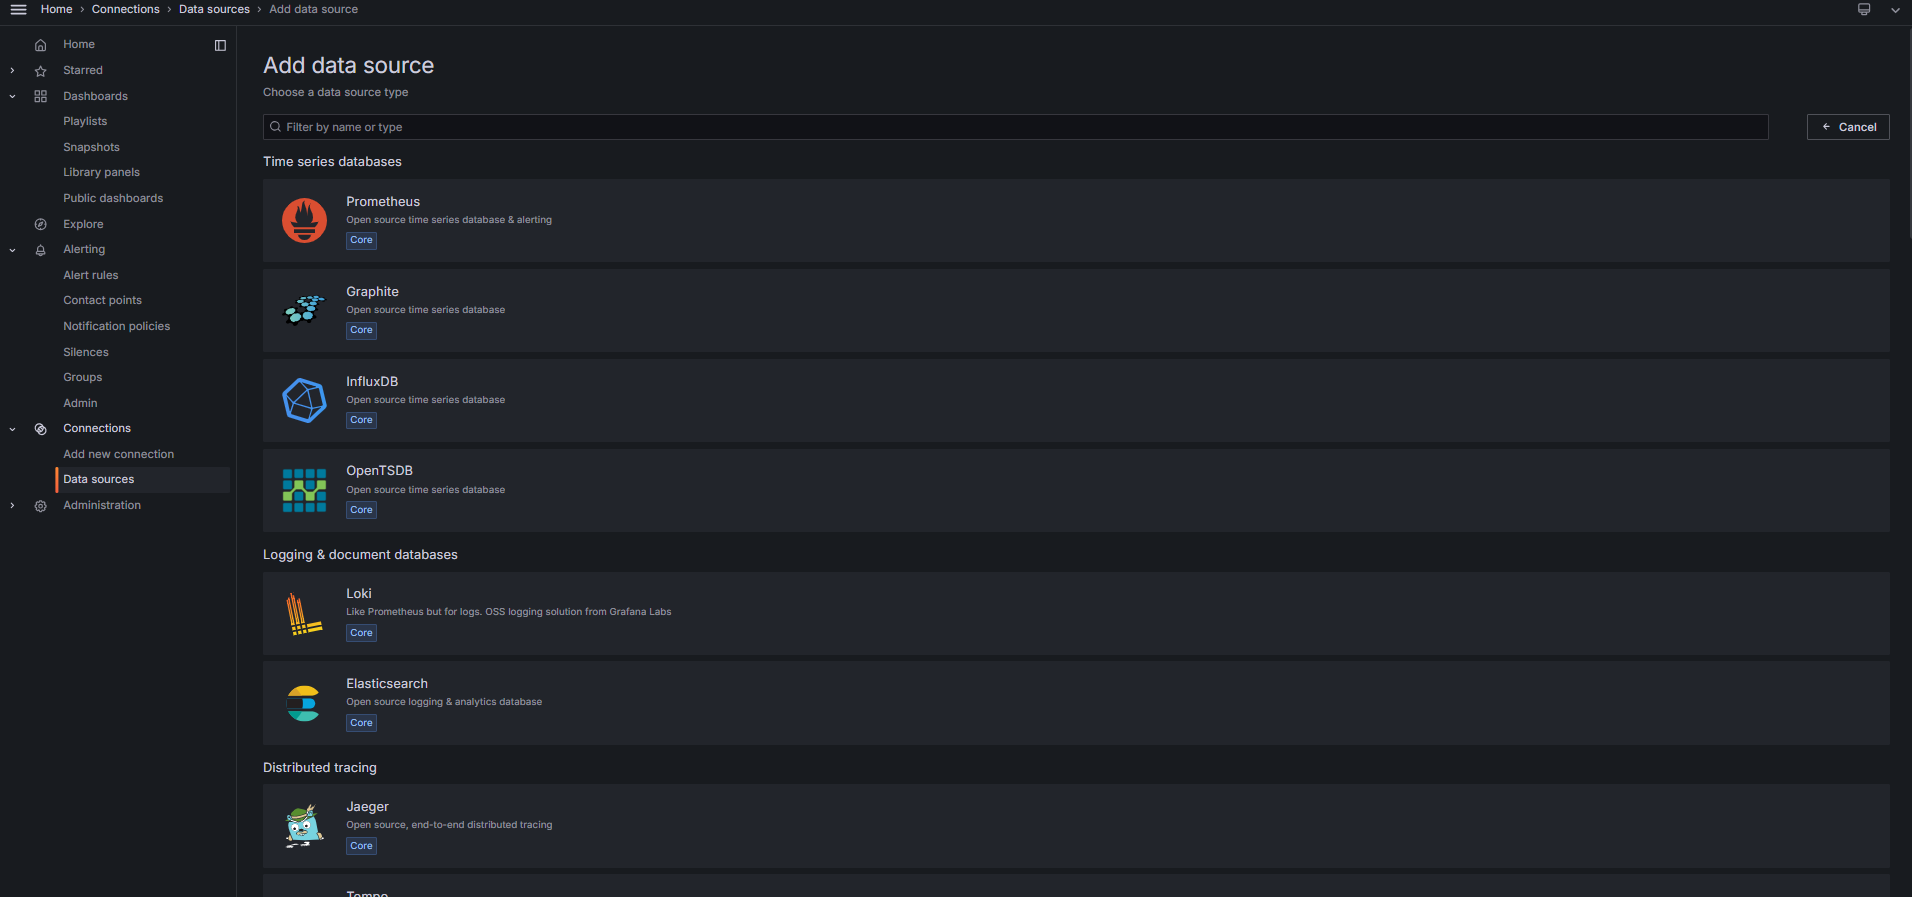 Home › Connections › Data sources › Add data source
Home
Starred
Dashboards
Playlists
Snapshots
Library panels
Public dashboards
Explore
Alerting
Alert rules
Contact points
Notification policies
Silences
Groups
Admin
Connections
Add new connection
Data sources
Administration
Add data source
Choose a data source type
Filter by name or type
Cancel
Time series databases
Prometheus
Open source time series database & alerting
Core
Graphite
Open source time series database
Core
InfluxDB
Open source time series database
Core
OpenTSDB
Open source time series database
Core
Logging & document databases
Loki
Like Prometheus but for logs. OSS logging solution from Grafana Labs
Core
Elasticsearch
Open source logging & analytics database
Core
Distributed tracing
Jaeger
Open source, end-to-end distributed tracing
Core
Tempo